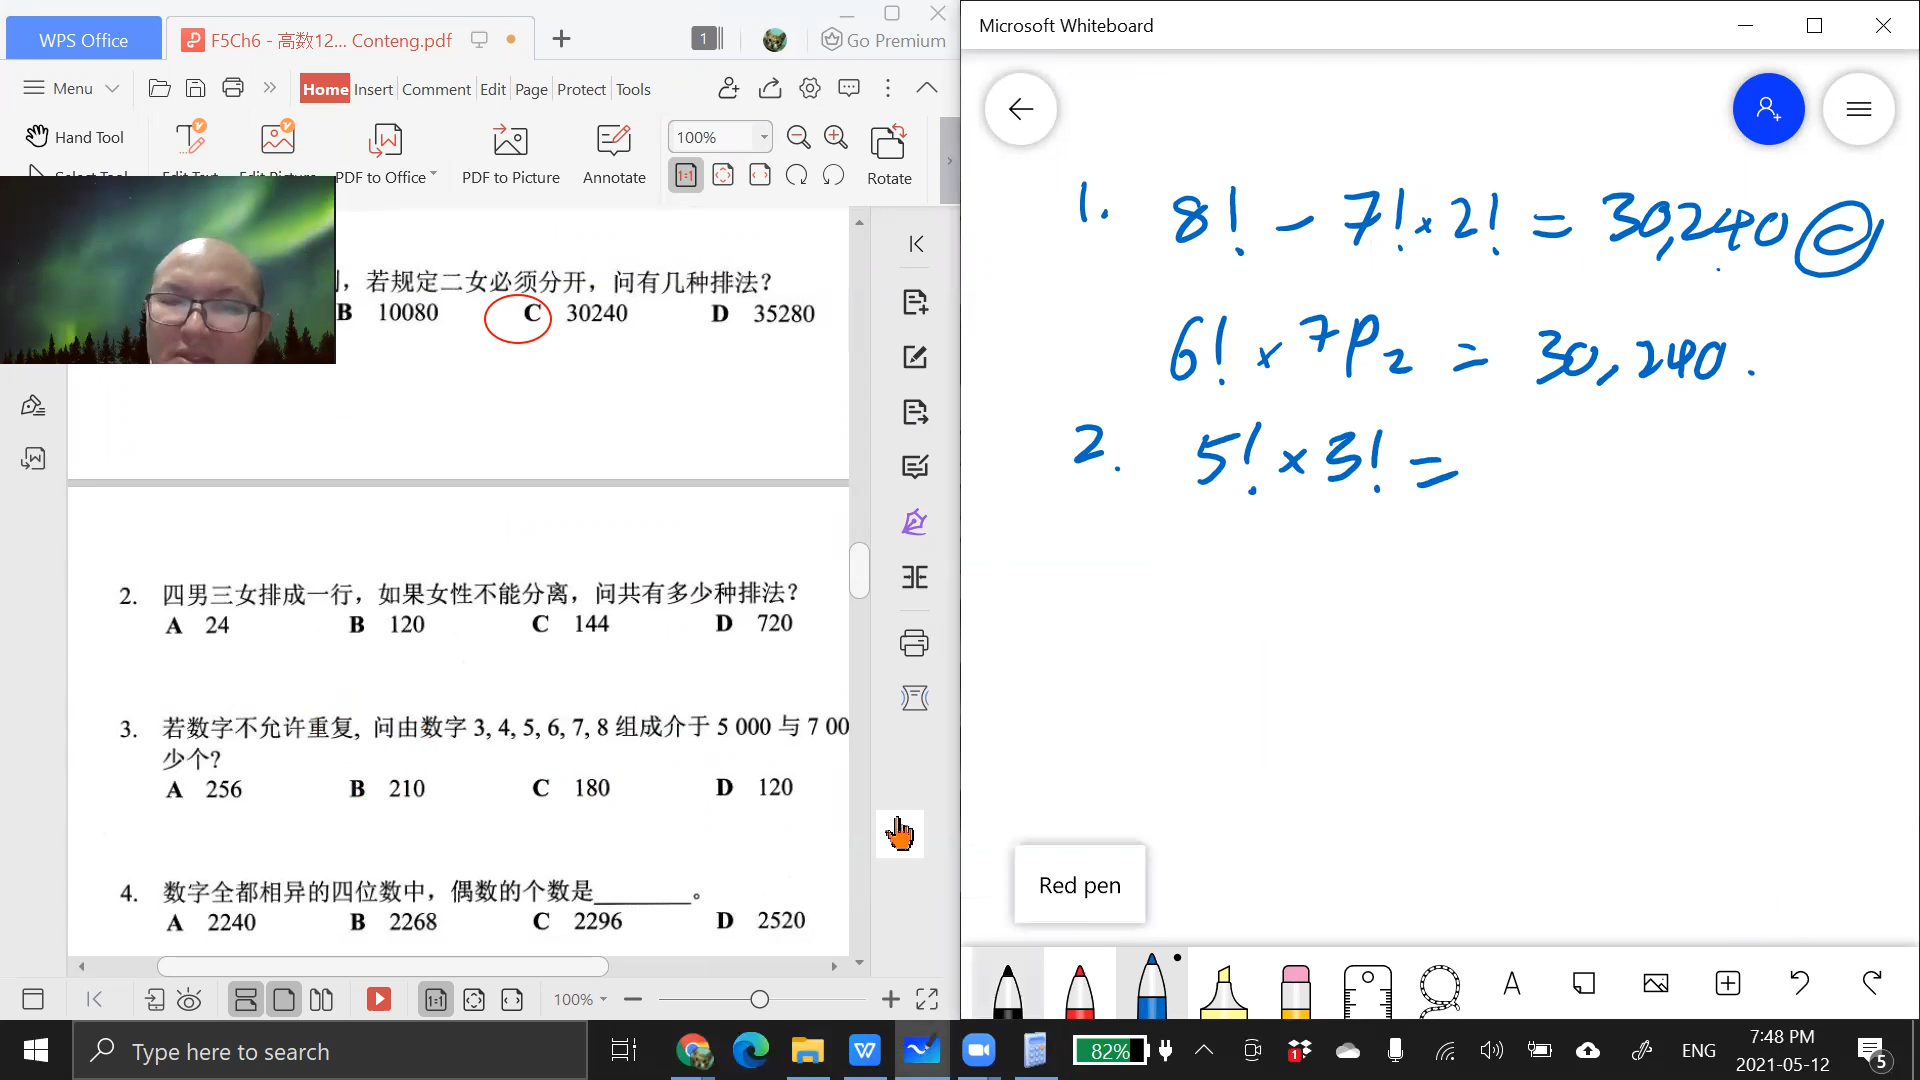 WPS Office
F5Ch6 - 高数12... Conteng.pdf
1
Go Premium
Microsoft Whiteboard
Menu
Home Insert Comment Edit Page Protect Tools
Hand Tool
100%
PDF to Office
PDF to Picture
Annotate
Rotate
，若规定二女必须分开，问有几种排法？
B 10080 C 30240 D 35280
2. 四男三女排成一行，如果女性不能分离，问共有多少种排法？
A 24 B 120 C 144 D 720
3. 若数字不允许重复, 问由数字 3, 4, 5, 6, 7, 8 组成介于 5 000 与 7 00
少个?
A 256 B 210 C 180 D 120
4. 数字全都相异的四位数中，偶数的个数是________。
A 2240 B 2268 C 2296 D 2520
100%
1. 8! - 7! × 2! = 30,240 C
6! × ⁷P₂ = 30,240.
2. 5! × 3! =
Red pen
Type here to search
82%
1
ENG
7:48 PM
2021-05-12
5